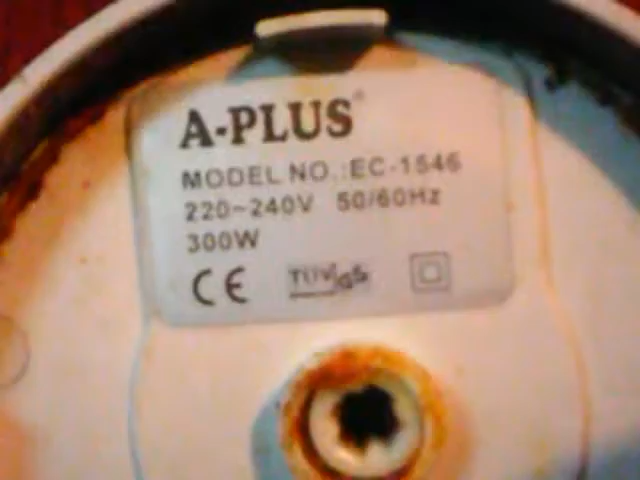 A-PLUS®
MODEL NO.:EC-1546
220~240V 50/60Hz
300W
CE TÜV GS